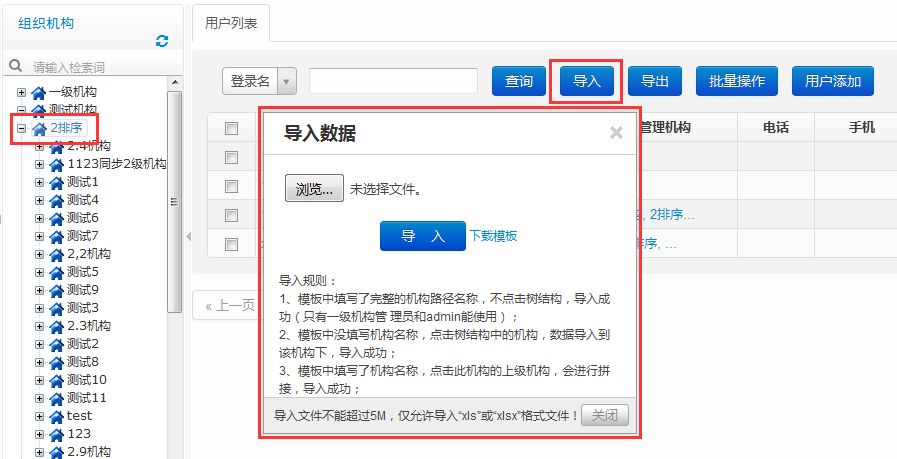 组织机构
请输入检索词
一级机构
测试机构
2排序
2.4机构
1123同步2级机构
测试1
测试4
测试6
测试7
2,2机构
测试5
测试9
测试3
2.3机构
测试2
测试8
测试10
测试11
test
123
2.9机构
用户列表
登录名 查询 导入 导出 批量操作 用户添加
管理机构 电话 手机
, 2排序...
序, ...
« 上一页
导入数据 ×
浏览... 未选择文件。
导 入 下载模板
导入规则：
1、模板中填写了完整的机构路径名称，不点击树结构，导入成
功（只有一级机构管 理员和admin能使用）；
2、模板中没填写机构名称，点击树结构中的机构，数据导入到
该机构下，导入成功；
3、模板中填写了机构名称，点击此机构的上级机构，会进行拼
接，导入成功；
导入文件不能超过5M，仅允许导入“xls”或“xlsx”格式文件！ 关闭